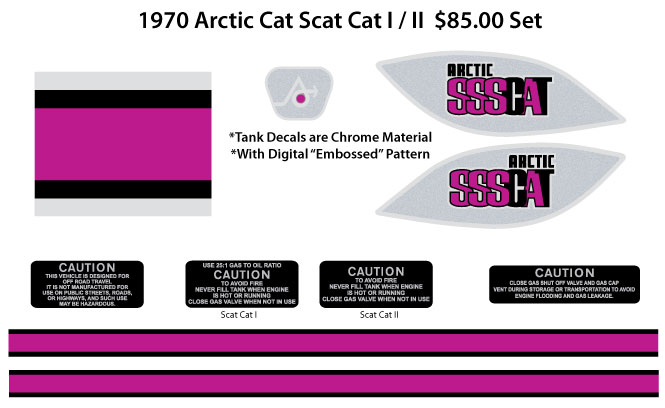 1970 Arctic Cat Scat Cat I / II $85.00 Set
ARCTIC
SSSCAT
*Tank Decals are Chrome Material
*With Digital “Embossed” Pattern
ARCTIC
SSSCAT
CAUTION
THIS VEHICLE IS DESIGNED FOR
OFF ROAD TRAVEL
IT IS NOT MANUFACTURED FOR
USE OR PUBLIC STREETS, ROADS,
OR HIGHWAYS, AND SUCH USE
MAY BE HAZARDOUS.
USE 25:1 GAS TO OIL RATIO
CAUTION
TO AVOID FIRE
NEVER FILL TANK WHEN ENGINE
IS HOT OR RUNNING
CLOSE GAS VALVE WHEN NOT IN USE
Scat Cat I
CAUTION
TO AVOID FIRE
NEVER FILL TANK WHEN ENGINE
IS HOT OR RUNNING
CLOSE GAS VALVE WHEN NOT IN USE
Scat Cat II
CAUTION
CLOSE GAS SHUT OFF VALVE AND GAS CAP
VENT DURING STORAGE OR TRANSPORTATION TO AVOID
ENGINE FLOODING AND GAS LEAKAGE.